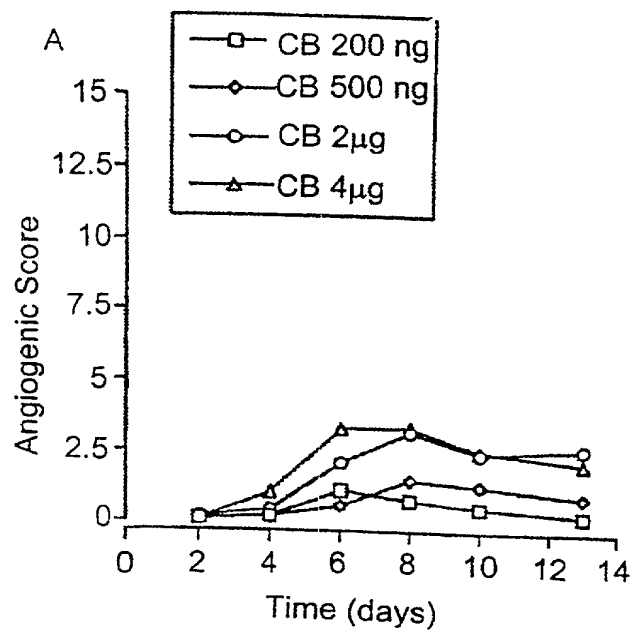 A
CB 200 ng
CB 500 ng
CB 2μg
CB 4μg
15
12.5
10
7.5
5
2.5
0
Angiogenic Score
0 2 4 6 8 10 12 14
Time (days)